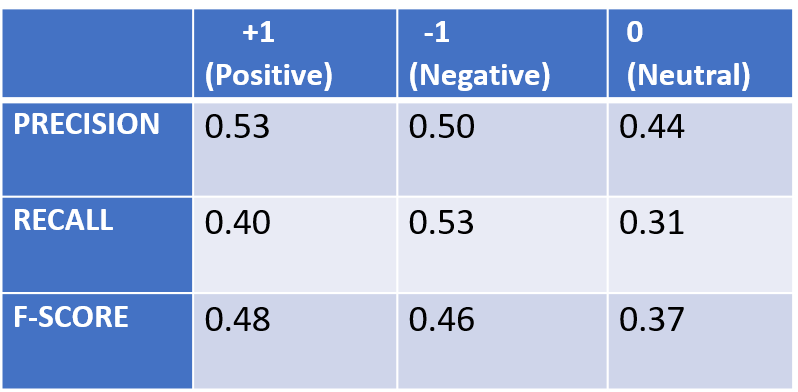 +1 -1 0
(Positive) (Negative) (Neutral)
PRECISION 0.53 0.50 0.44
RECALL 0.40 0.53 0.31
F-SCORE 0.48 0.46 0.37